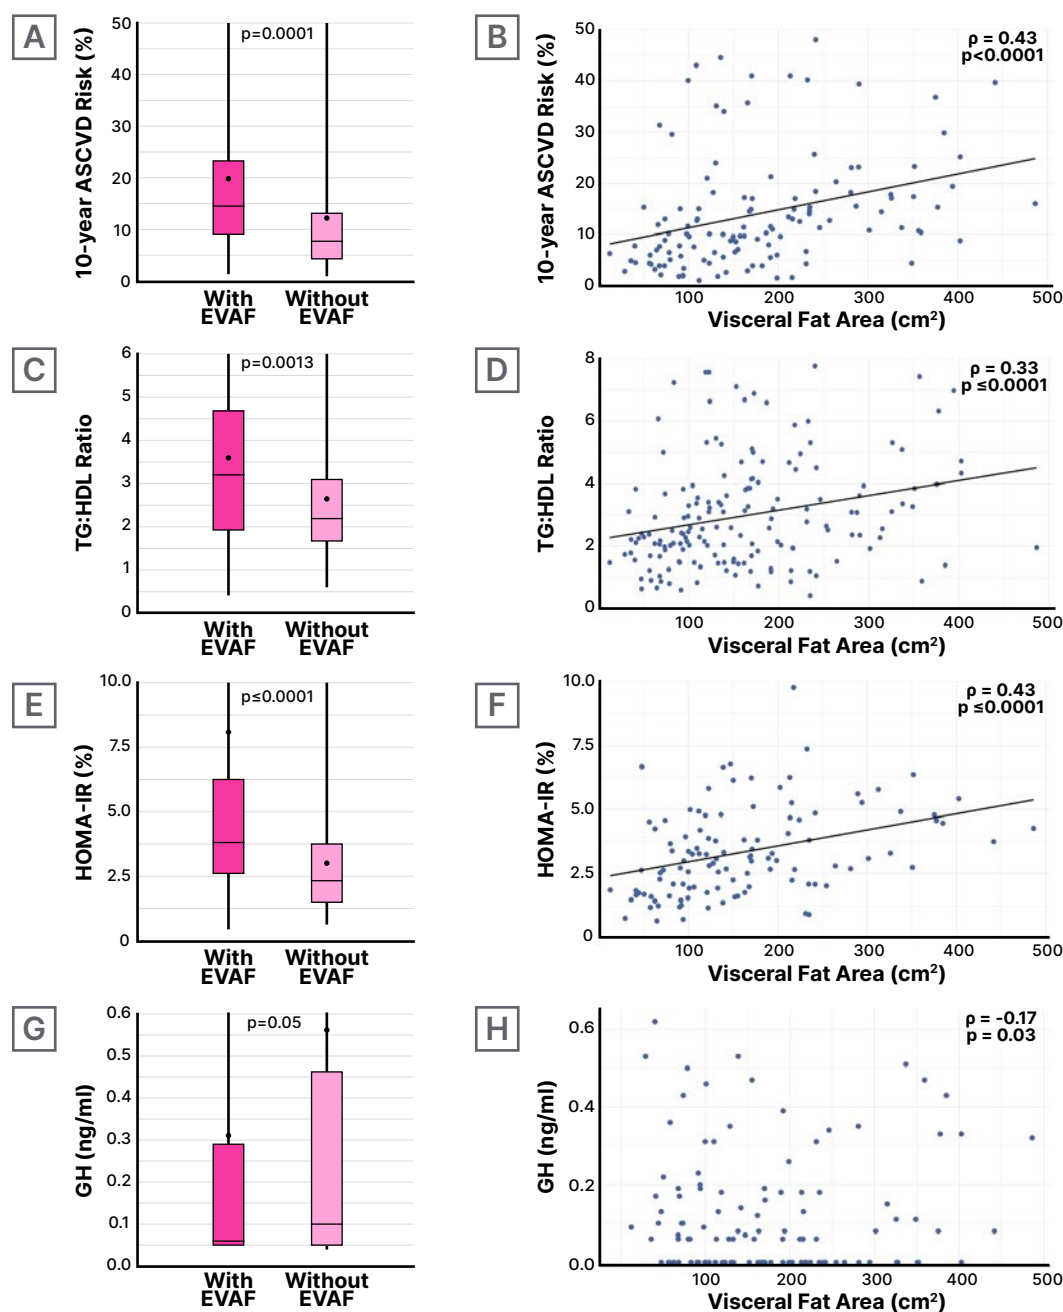 A
10-year ASCVD Risk (%)
50
40
30
20
10
0
p=0.0001
With
EVAF
Without
EVAF
B
10-year ASCVD Risk (%)
50
40
30
20
10
0
ρ = 0.43
p<0.0001
100
200
300
400
500
Visceral Fat Area (cm²)
C
TG:HDL Ratio
6
5
4
3
2
1
0
p=0.0013
With
EVAF
Without
EVAF
D
TG:HDL Ratio
8
6
4
2
0
ρ = 0.33
p ≤0.0001
100
200
300
400
500
Visceral Fat Area (cm²)
E
HOMA-IR (%)
10.0
7.5
5.0
2.5
0
p≤0.0001
With
EVAF
Without
EVAF
F
HOMA-IR (%)
10.0
7.5
5.0
2.5
0
ρ = 0.43
p ≤0.0001
100
200
300
400
500
Visceral Fat Area (cm²)
G
GH (ng/ml)
0.6
0.5
0.4
0.3
0.2
0.1
0.0
p=0.05
With
EVAF
Without
EVAF
H
GH (ng/ml)
0.6
0.4
0.2
0.0
ρ = -0.17
p = 0.03
100
200
300
400
500
Visceral Fat Area (cm²)